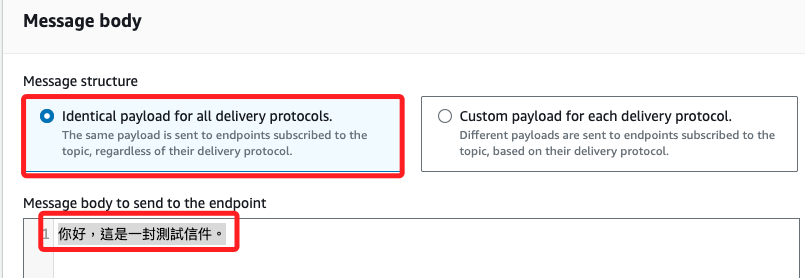 Message body
Message structure
Identical payload for all delivery protocols.
The same payload is sent to endpoints subscribed to the
topic, regardless of their delivery protocol.
Custom payload for each delivery protocol.
Different payloads are sent to endpoints subscribed to the
topic, based on their delivery protocol.
Message body to send to the endpoint
1 你好，這是一封測試信件。